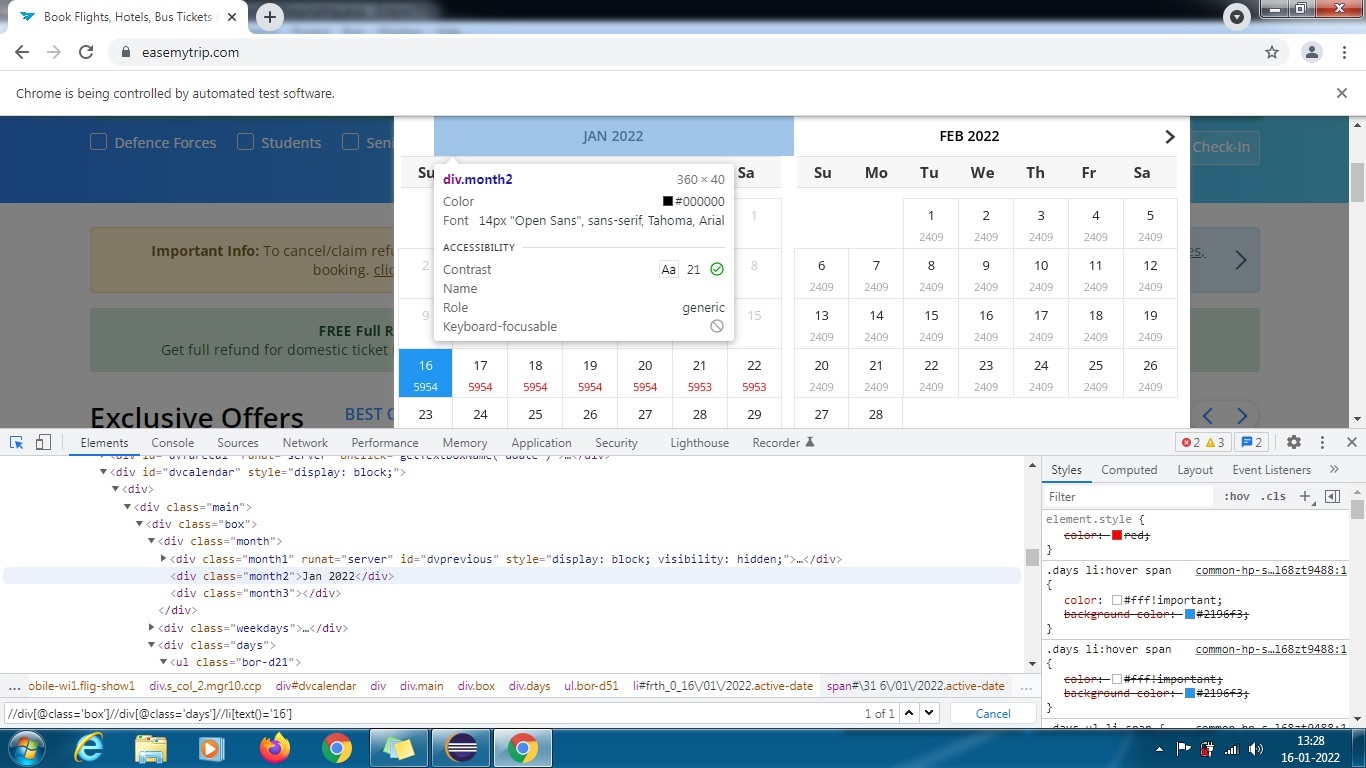 Book Flights, Hotels, Bus Tickets
easemytrip.com
Chrome is being controlled by automated test software.
Defence Forces Students Seni Check-In
JAN 2022 FEB 2022
Su Sa Su Mo Tu We Th Fr Sa
div.month2 360 × 40
Color #000000
Font 14px "Open Sans", sans-serif, Tahoma, Arial
ACCESSIBILITY
Contrast Aa 21
Name
Role generic
Keyboard-focusable
1 1 2 3 4 5
2409 2409 2409 2409 2409
Important Info: To cancel/claim refu
booking. clic
2 8 6 7 8 9 10 11 12
2409 2409 2409 2409 2409 2409 2409
9 15 13 14 15 16 17 18 19
2409 2409 2409 2409 2409 2409 2409
FREE Full R
Get full refund for domestic ticket
16 17 18 19 20 21 22 20 21 22 23 24 25 26
5954 5954 5954 5954 5954 5953 5953 2409 2409 2409 2409 2409 2409 2409
Exclusive Offers BEST
23 24 25 26 27 28 29 27 28
Elements Console Sources Network Performance Memory Application Security Lighthouse Recorder 2 3 2
<div id="dvcalendar" style="display: block;">
<div>
<div class="main">
<div class="box">
<div class="month">
<div class="month1" runat="server" id="dvprevious" style="display: block; visibility: hidden;">…</div>
<div class="month2">Jan 2022</div>
<div class="month3"></div>
</div>
<div class="weekdays">…</div>
<div class="days">
<ul class="bor-d21">
… obile-wi1.flig-show1 div.s_col_2.mgr10.ccp div#dvcalendar div div.main div.box div.days ul.bor-d51 li#frth_0_16\/01\/2022.active-date span#\31 6\/01\/2022.active-date …
//div[@class='box']//div[@class='days']//li[text()='16'] 1 of 1 Cancel
Styles Computed Layout Event Listeners »
Filter :hov .cls +
element.style {
color: red;
}
.days li:hover span common-hp-s…l68zt9488:1
{
color: #fff!important;
background-color: #2196f3;
}
.days li:hover span common-hp-s…l68zt9488:1
{
color: #fff!important;
background-color: #2196f3;
}
13:28
16-01-2022